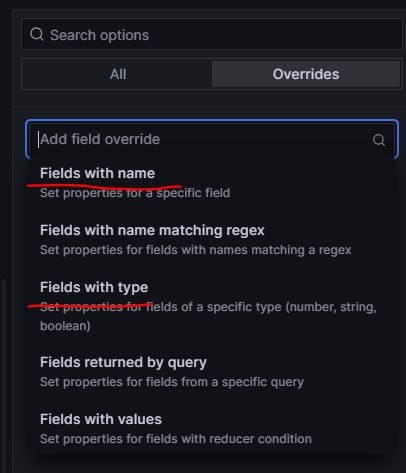 Search options
All Overrides
Add field override
Fields with name
Set properties for a specific field
Fields with name matching regex
Set properties for fields with names matching a regex
Fields with type
Set properties for fields of a specific type (number, string,
boolean)
Fields returned by query
Set properties for fields from a specific query
Fields with values
Set properties for fields with reducer condition